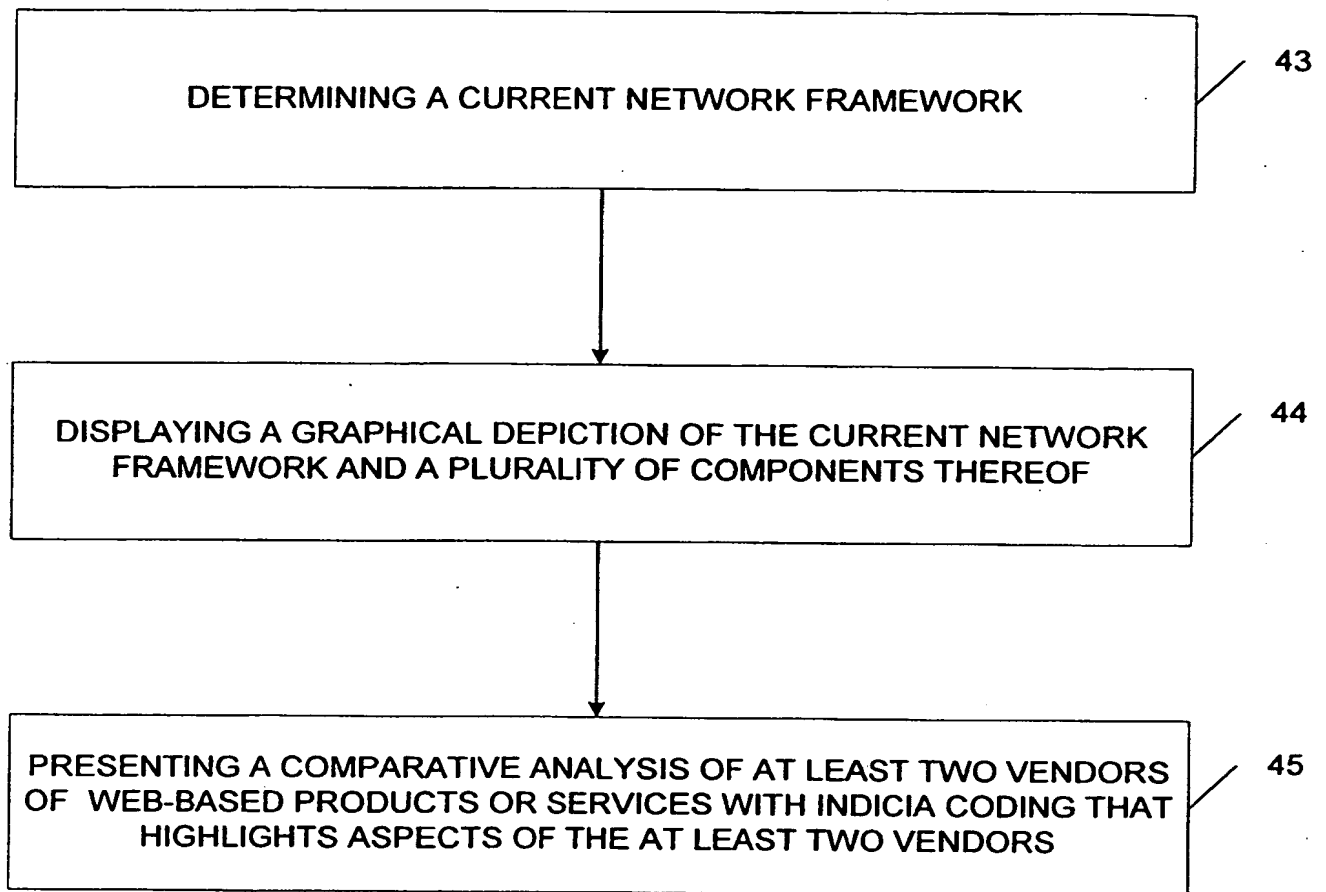 DETERMINING A CURRENT NETWORK FRAMEWORK
43
DISPLAYING A GRAPHICAL DEPICTION OF THE CURRENT NETWORK
FRAMEWORK AND A PLURALITY OF COMPONENTS THEREOF
44
PRESENTING A COMPARATIVE ANALYSIS OF AT LEAST TWO VENDORS
OF WEB-BASED PRODUCTS OR SERVICES WITH INDICIA CODING THAT
HIGHLIGHTS ASPECTS OF THE AT LEAST TWO VENDORS
45